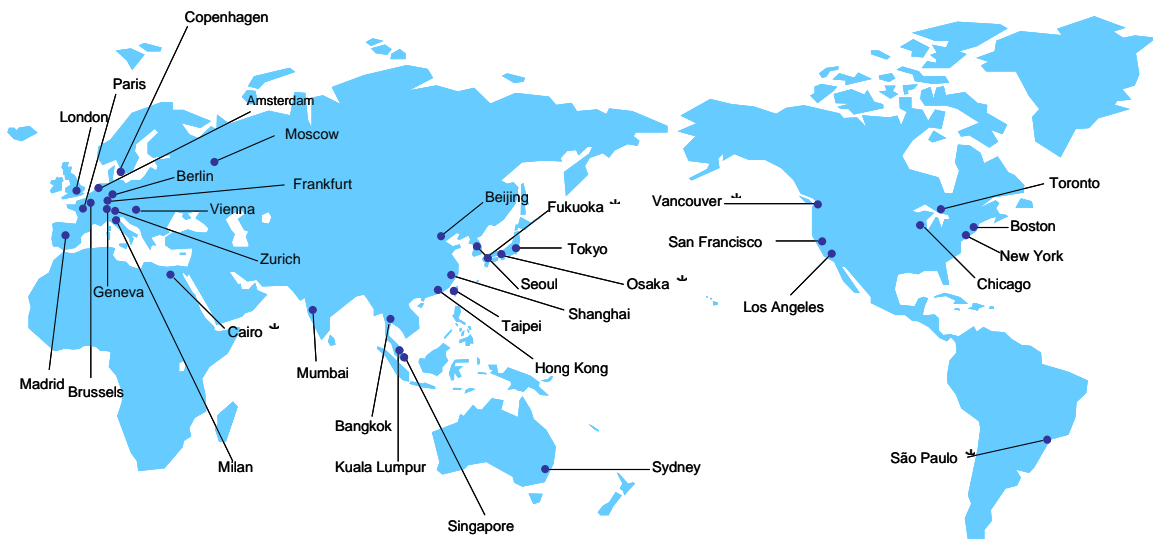 Copenhagen
Paris
Amsterdam
London
Moscow
Berlin
Frankfurt
Vienna
Zurich
Geneva
Cairo
Madrid
Brussels
Milan
Mumbai
Beijing
Fukuoka
Tokyo
Seoul
Osaka
Shanghai
Taipei
Hong Kong
Bangkok
Kuala Lumpur
Singapore
Sydney
Vancouver
San Francisco
Los Angeles
Toronto
Boston
New York
Chicago
São Paulo